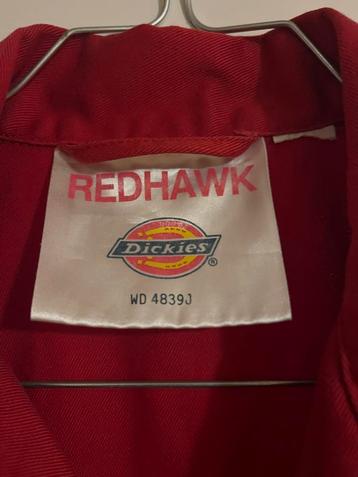 REDHAWK
Dickies
®
WD 4839J